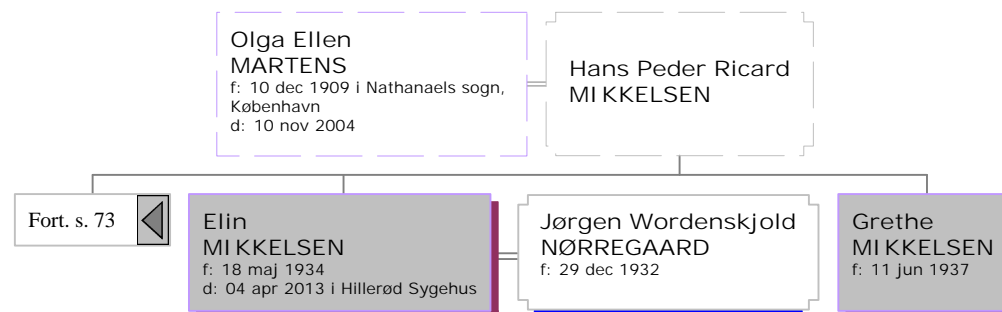 Olga Ellen
MARTENS
f: 10 dec 1909 i Nathanaels sogn,
København
d: 10 nov 2004
Hans Peder Ricard
MIKKELSEN
Fort. s. 73
Elin
MIKKELSEN
f: 18 maj 1934
d: 04 apr 2013 i Hillerød Sygehus
Jørgen Wordenskjold
NØRREGAARD
f: 29 dec 1932
Grethe
MIKKELSEN
f: 11 jun 1937